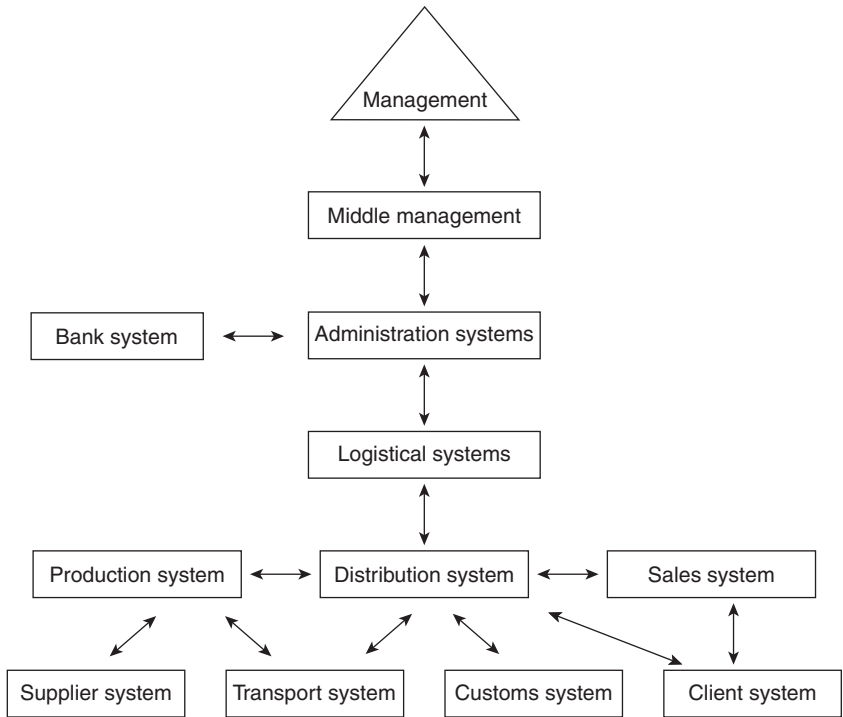 Management
Middle management
Bank system
Administration systems
Logistical systems
Production system
Distribution system
Sales system
Supplier system
Transport system
Customs system
Client system